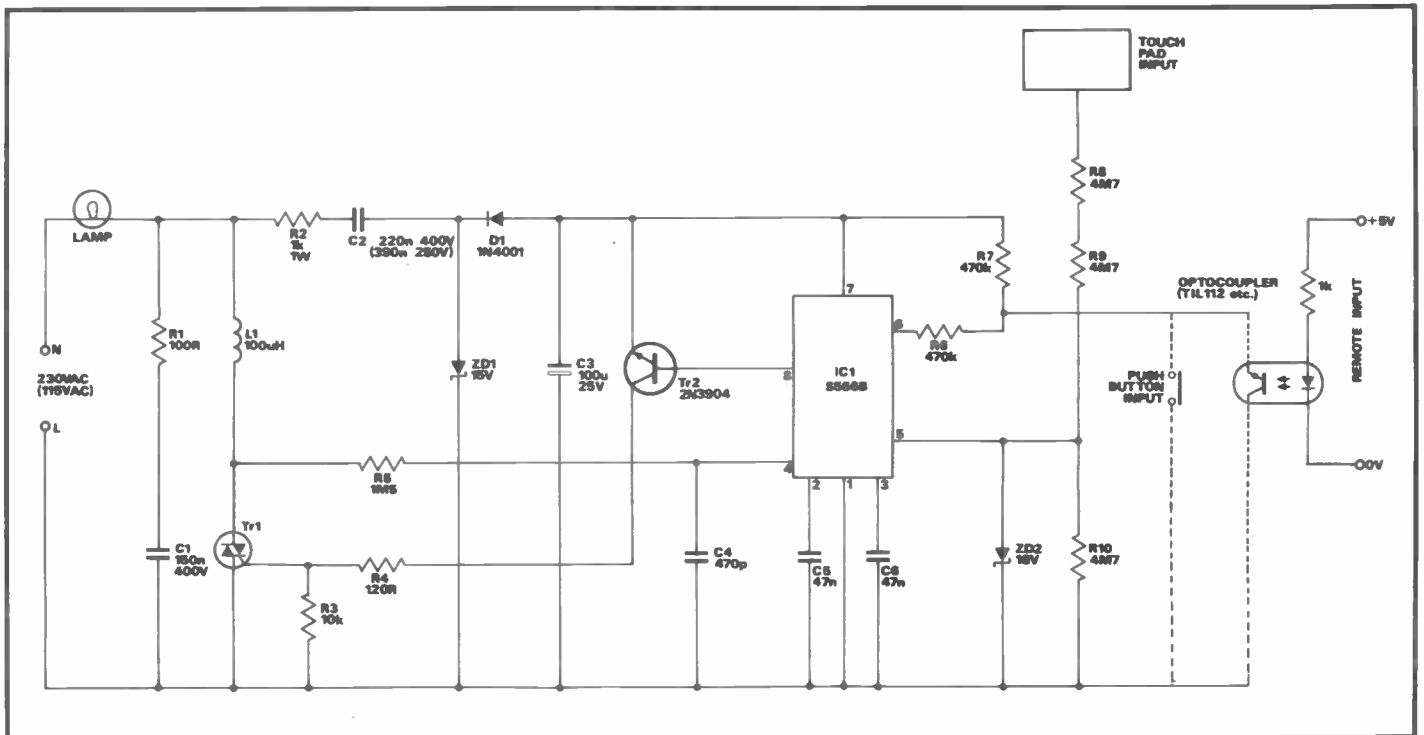 TOUCH
PAD
INPUT
R8
4M7
LAMP
R2
1k
1W
C2 220n 400V
(390n 250V)
D1
1N4001
R7
470k
R9
4M7
+5V
OPTOCOUPLER
(TIL112 etc.)
1k
REMOTE INPUT
N
230VAC
(115VAC)
L
R1
100R
L1
100uH
ZD1
15V
C3
100u
25V
Tr2
2N3904
8
7
IC1
S566B
6
R6
470k
PUSH
BUTTON
INPUT
5
0V
R5
1M5
4
2
1
3
Tr1
C1
150n
400V
R4
120R
R3
10k
C4
470p
C5
47n
C6
47n
ZD2
15V
R10
4M7